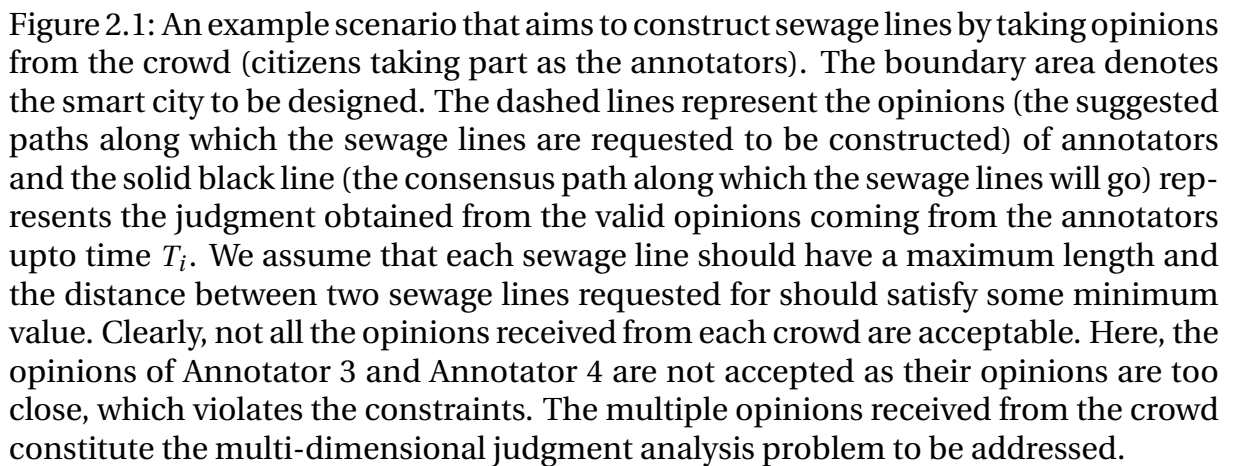 Figure 2.1: An example scenario that aims to construct sewage lines by taking opinions
from the crowd (citizens taking part as the annotators). The boundary area denotes
the smart city to be designed. The dashed lines represent the opinions (the suggested
paths along which the sewage lines are requested to be constructed) of annotators
and the solid black line (the consensus path along which the sewage lines will go) rep-
resents the judgment obtained from the valid opinions coming from the annotators
upto time T_i. We assume that each sewage line should have a maximum length and
the distance between two sewage lines requested for should satisfy some minimum
value. Clearly, not all the opinions received from each crowd are acceptable. Here, the
opinions of Annotator 3 and Annotator 4 are not accepted as their opinions are too
close, which violates the constraints. The multiple opinions received from the crowd
constitute the multi-dimensional judgment analysis problem to be addressed.